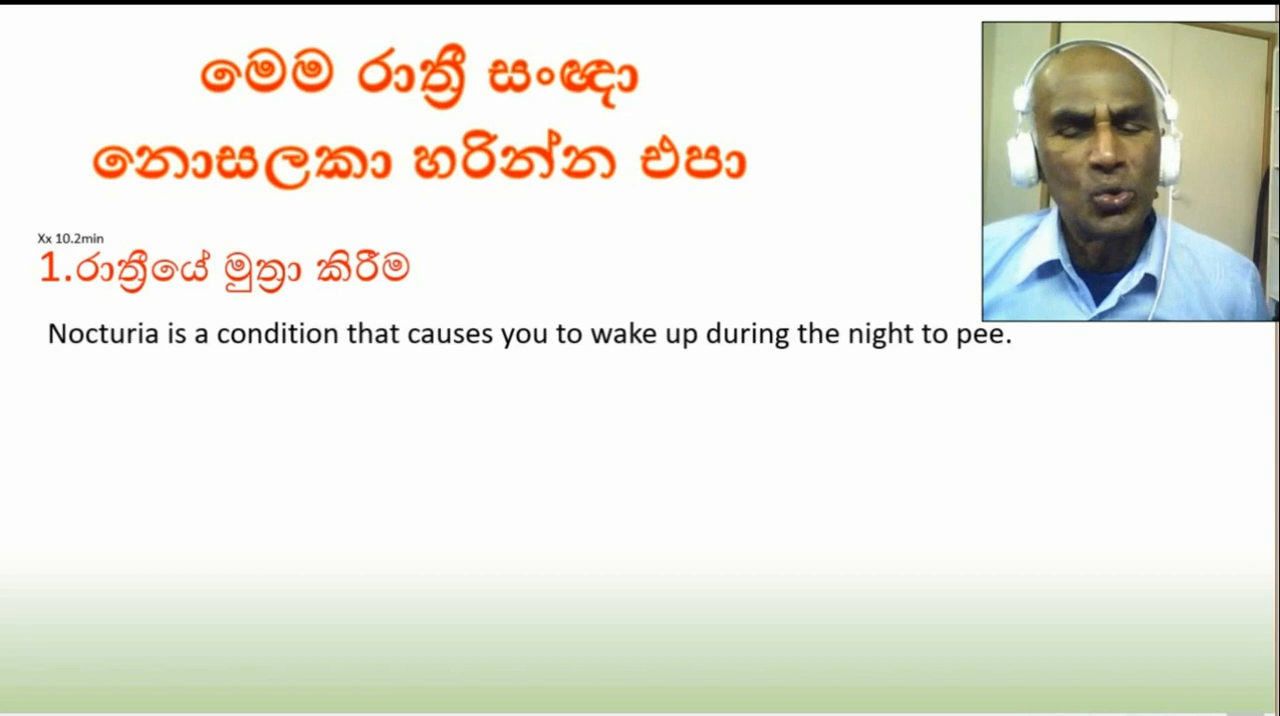 මෙම රාත්‍රී සංඥා
නොසලකා හරින්න එපා
Xx 10.2min
1.රාත්‍රීයේ මුත්‍රා කිරීම
Nocturia is a condition that causes you to wake up during the night to pee.